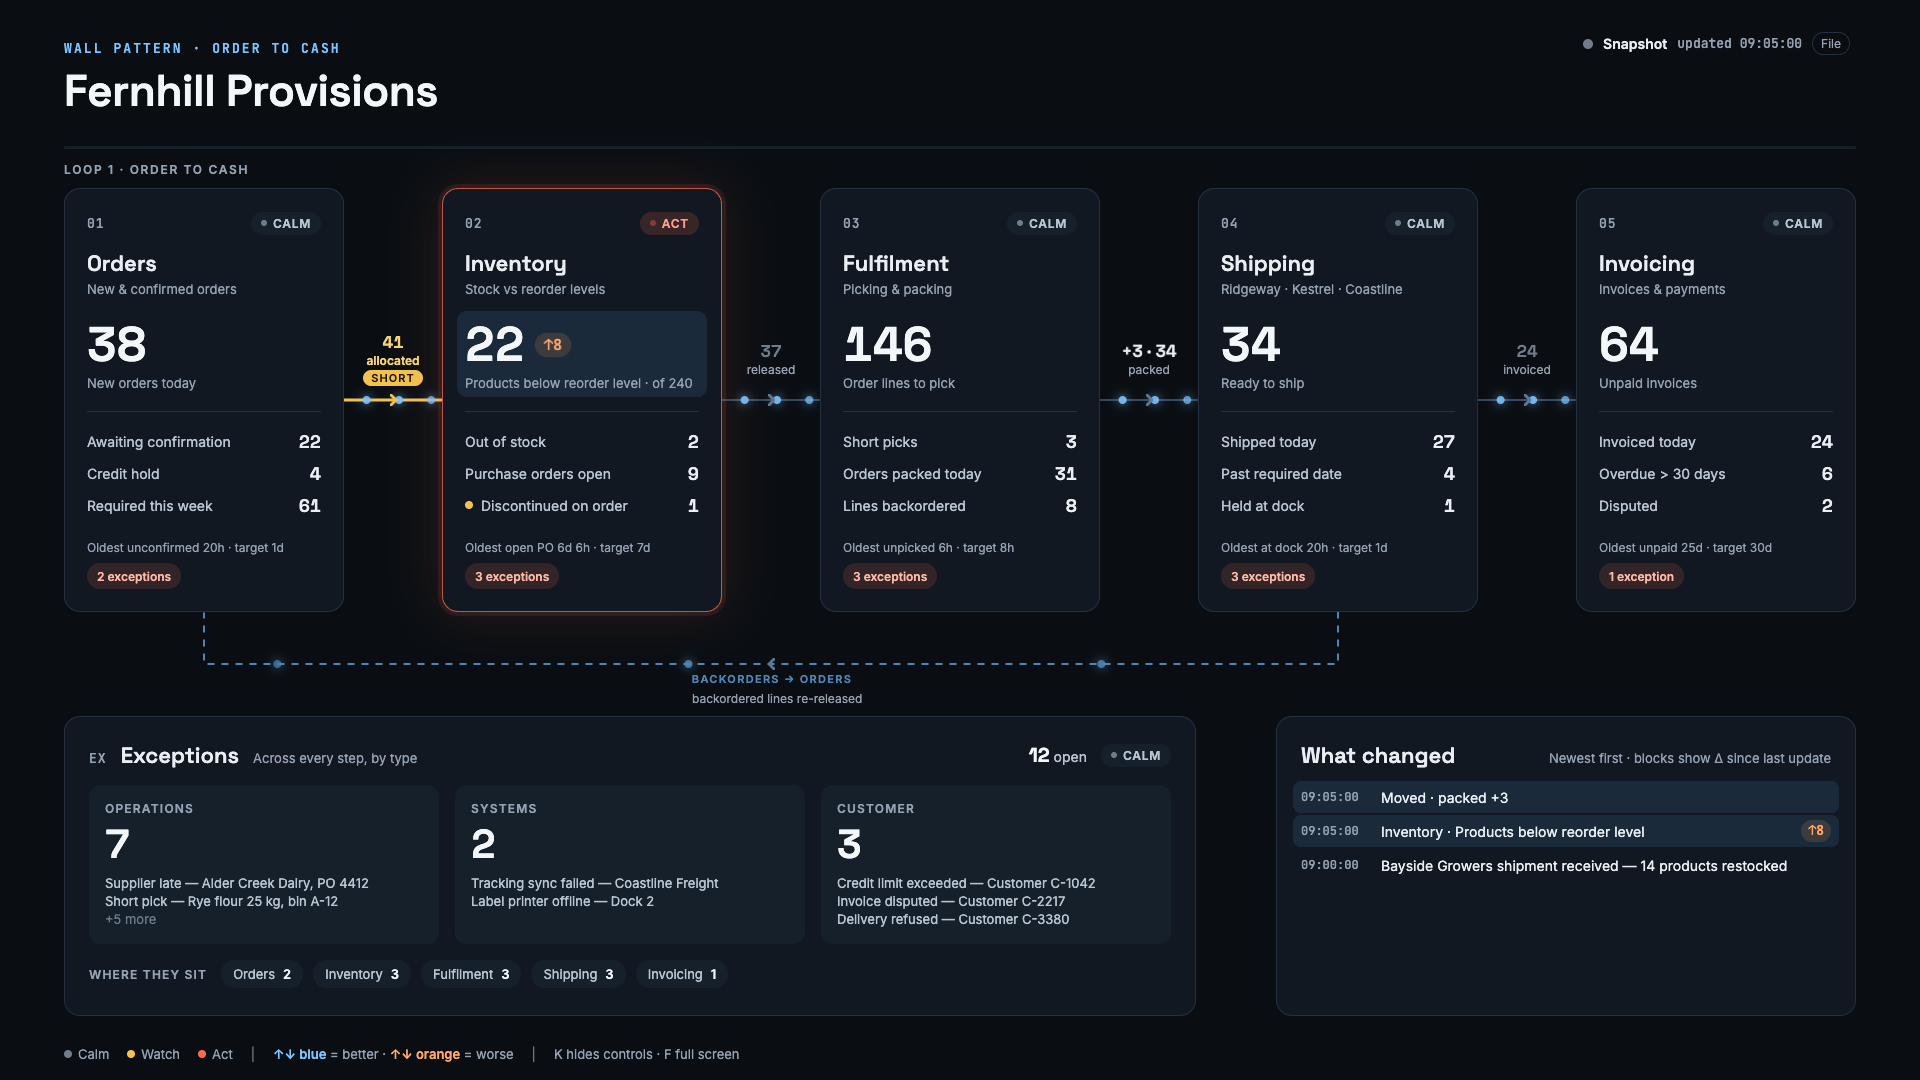 WALL PATTERN · ORDER TO CASH
Fernhill Provisions
Snapshot updated 09:05:00 File
LOOP 1 · ORDER TO CASH
01 CALM
Orders
New & confirmed orders
38
New orders today
Awaiting confirmation 22
Credit hold 4
Required this week 61
Oldest unconfirmed 20h · target 1d
2 exceptions
41
allocated
SHORT
02 ACT
Inventory
Stock vs reorder levels
22 ↑8
Products below reorder level · of 240
Out of stock 2
Purchase orders open 9
Discontinued on order 1
Oldest open PO 6d 6h · target 7d
3 exceptions
37
released
03 CALM
Fulfilment
Picking & packing
146
Order lines to pick
Short picks 3
Orders packed today 31
Lines backordered 8
Oldest unpicked 6h · target 8h
3 exceptions
+3 · 34
packed
04 CALM
Shipping
Ridgeway · Kestrel · Coastline
34
Ready to ship
Shipped today 27
Past required date 4
Held at dock 1
Oldest at dock 20h · target 1d
3 exceptions
24
invoiced
05 CALM
Invoicing
Invoices & payments
64
Unpaid invoices
Invoiced today 24
Overdue > 30 days 6
Disputed 2
Oldest unpaid 25d · target 30d
1 exception
BACKORDERS → ORDERS
backordered lines re-released
EX Exceptions Across every step, by type 12 open CALM
OPERATIONS
7
Supplier late — Alder Creek Dairy, PO 4412
Short pick — Rye flour 25 kg, bin A-12
+5 more
SYSTEMS
2
Tracking sync failed — Coastline Freight
Label printer offline — Dock 2
CUSTOMER
3
Credit limit exceeded — Customer C-1042
Invoice disputed — Customer C-2217
Delivery refused — Customer C-3380
WHERE THEY SIT Orders 2 Inventory 3 Fulfilment 3 Shipping 3 Invoicing 1
What changed Newest first · blocks show Δ since last update
09:05:00 Moved · packed +3
09:05:00 Inventory · Products below reorder level ↑8
09:00:00 Bayside Growers shipment received — 14 products restocked
Calm Watch Act | ↑↓ blue = better · ↑↓ orange = worse | K hides controls · F full screen